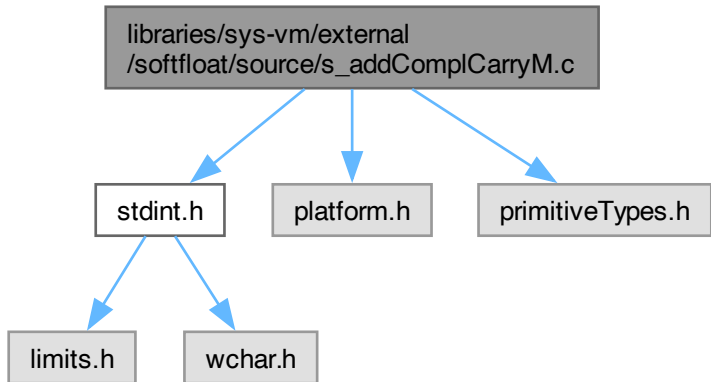 libraries/sys-vm/external
/softfloat/source/s_addComplCarryM.c
stdint.h
platform.h
primitiveTypes.h
limits.h
wchar.h